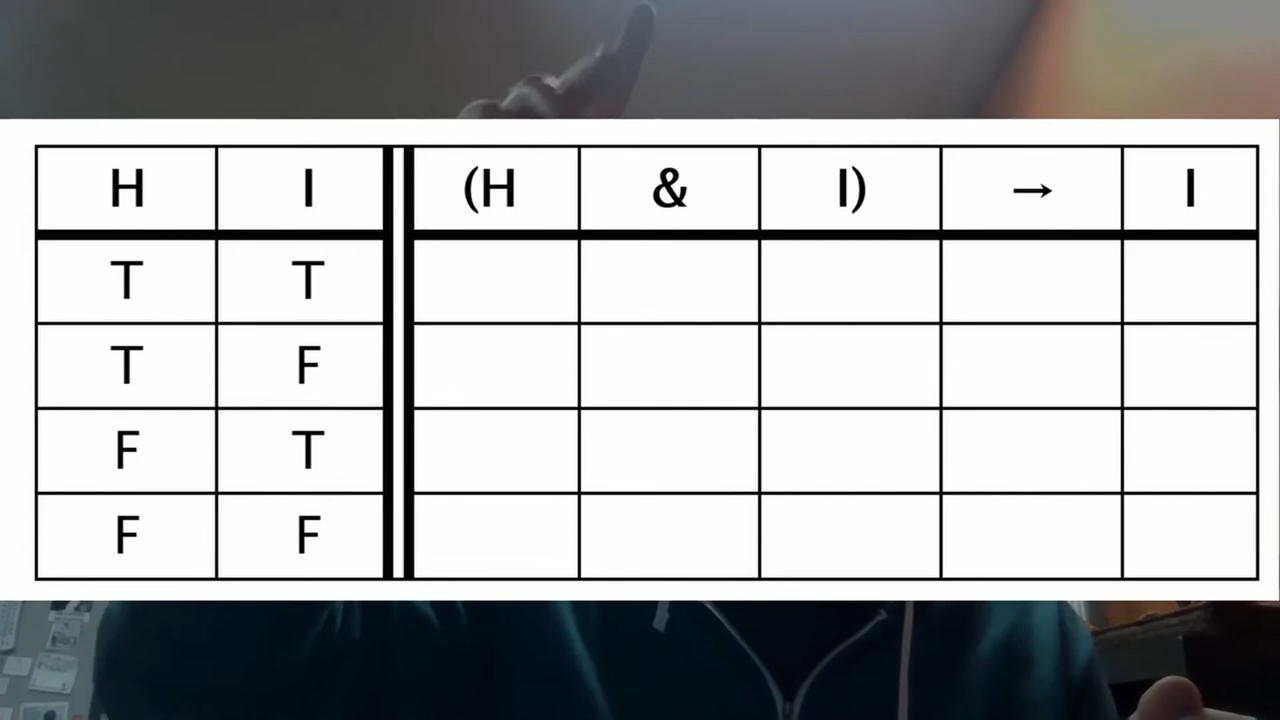 H I (H & I) → I
T T
T F
F T
F F